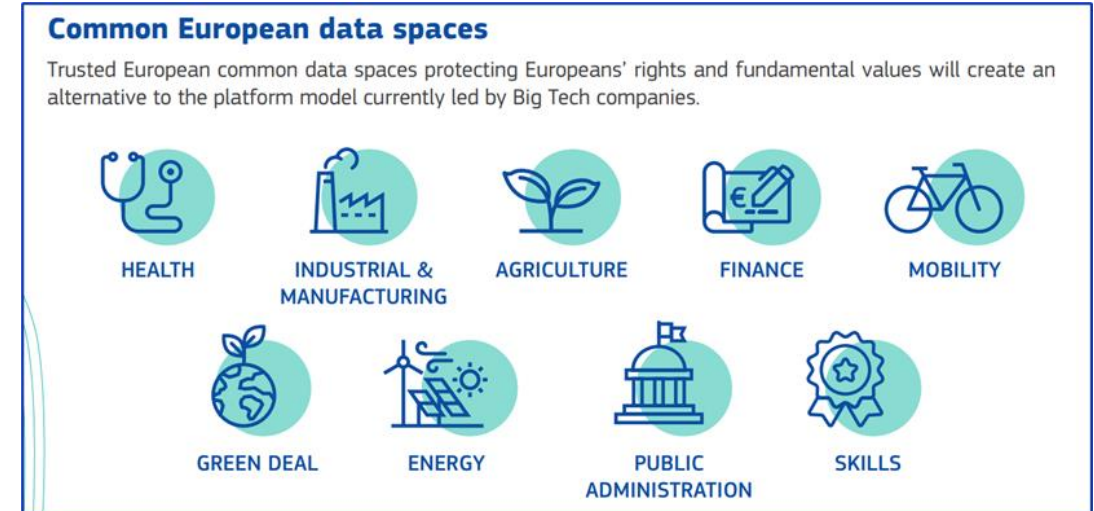 Common European data spaces
Trusted European common data spaces protecting Europeans' rights and fundamental values will create an
alternative to the platform model currently led by Big Tech companies.
€
HEALTH
INDUSTRIAL &
MANUFACTURING
AGRICULTURE
FINANCE
MOBILITY
GREEN DEAL
ENERGY
PUBLIC
ADMINISTRATION
SKILLS